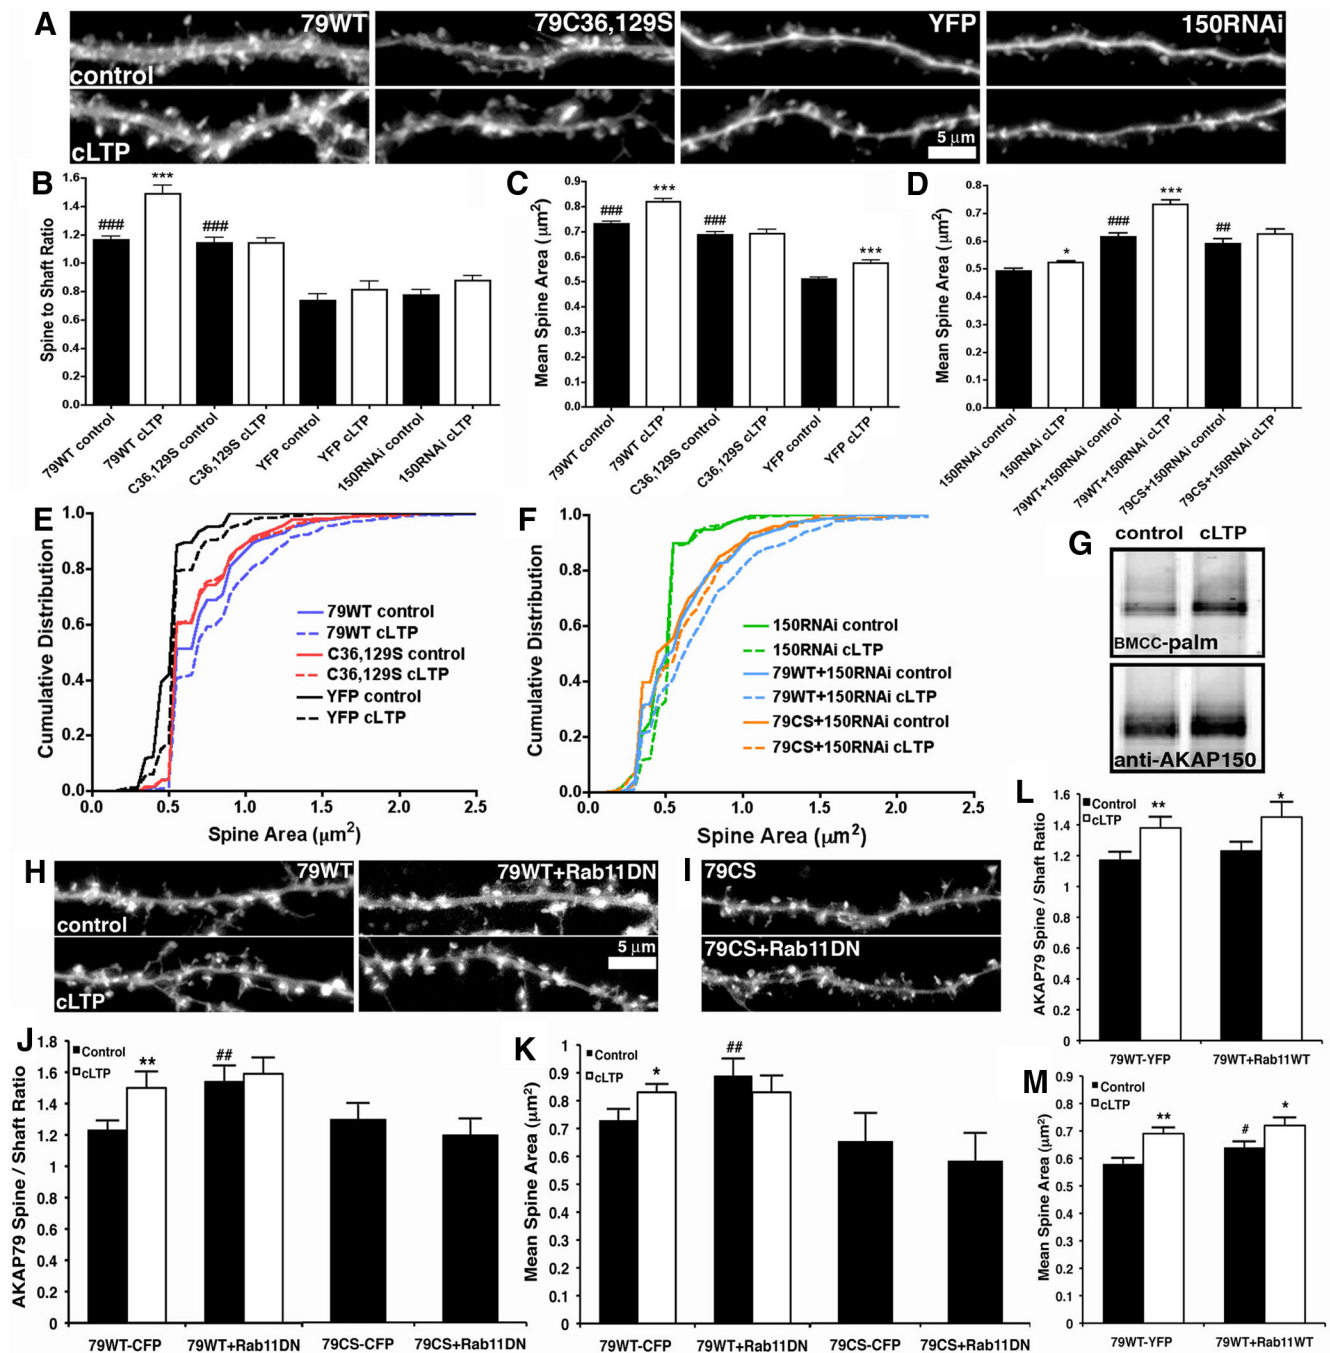 A
79WT
79C36,129S
YFP
150RNAi
control
cLTP
5 μm
B
Spine to Shaft Ratio
1.6
1.4
1.2
1.0
0.8
0.6
0.4
0.2
0.0
###
***
###
79WT control
79WT cLTP
C36,129S control
C36,129S cLTP
YFP control
YFP cLTP
150RNAi control
150RNAi cLTP
C
Mean Spine Area (μm²)
0.9
0.8
0.7
0.6
0.5
0.4
0.3
0.2
0.1
0.0
###
***
###
***
79WT control
79WT cLTP
C36,129S control
C36,129S cLTP
YFP control
YFP cLTP
D
Mean Spine Area (μm²)
0.8
0.7
0.6
0.5
0.4
0.3
0.2
0.1
0.0
*
###
***
##
150RNAi control
150RNAi cLTP
79WT+150RNAi control
79WT+150RNAi cLTP
79CS+150RNAi control
79CS+150RNAi cLTP
E
Cumulative Distribution
1.0
0.8
0.6
0.4
0.2
0.0
79WT control
79WT cLTP
C36,129S control
C36,129S cLTP
YFP control
YFP cLTP
0.0 0.5 1.0 1.5 2.0 2.5
Spine Area (μm²)
F
Cumulative Distribution
1.0
0.8
0.6
0.4
0.2
0.0
150RNAi control
150RNAi cLTP
79WT+150RNAi control
79WT+150RNAi cLTP
79CS+150RNAi control
79CS+150RNAi cLTP
0.0 0.5 1.0 1.5 2.0 2.5
Spine Area (μm²)
G
control cLTP
BMCC-palm
anti-AKAP150
H
79WT
79WT+Rab11DN
control
cLTP
5 μm
I
79CS
79CS+Rab11DN
J
AKAP79 Spine / Shaft Ratio
1.8
1.6
1.4
1.2
1
0.8
0.6
0.4
0.2
0
Control
cLTP
**
##
79WT-CFP
79WT+Rab11DN
79CS-CFP
79CS+Rab11DN
K
Mean Spine Area (μm²)
1
0.9
0.8
0.7
0.6
0.5
0.4
0.3
0.2
0.1
0
Control
cLTP
*
##
79WT-CFP
79WT+Rab11DN
79CS-CFP
79CS+Rab11DN
L
AKAP79 Spine / Shaft Ratio
1.6
1.4
1.2
1
0.8
0.6
0.4
0.2
0
Control
cLTP
**
*
79WT-YFP
79WT+Rab11WT
M
Mean Spine Area (μm²)
0.9
0.8
0.7
0.6
0.5
0.4
0.3
0.2
0.1
0
Control
cLTP
**
#
*
79WT-YFP
79WT+Rab11WT